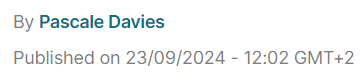 By Pascale Davies
Published on 23/09/2024 - 12:02 GMT+2